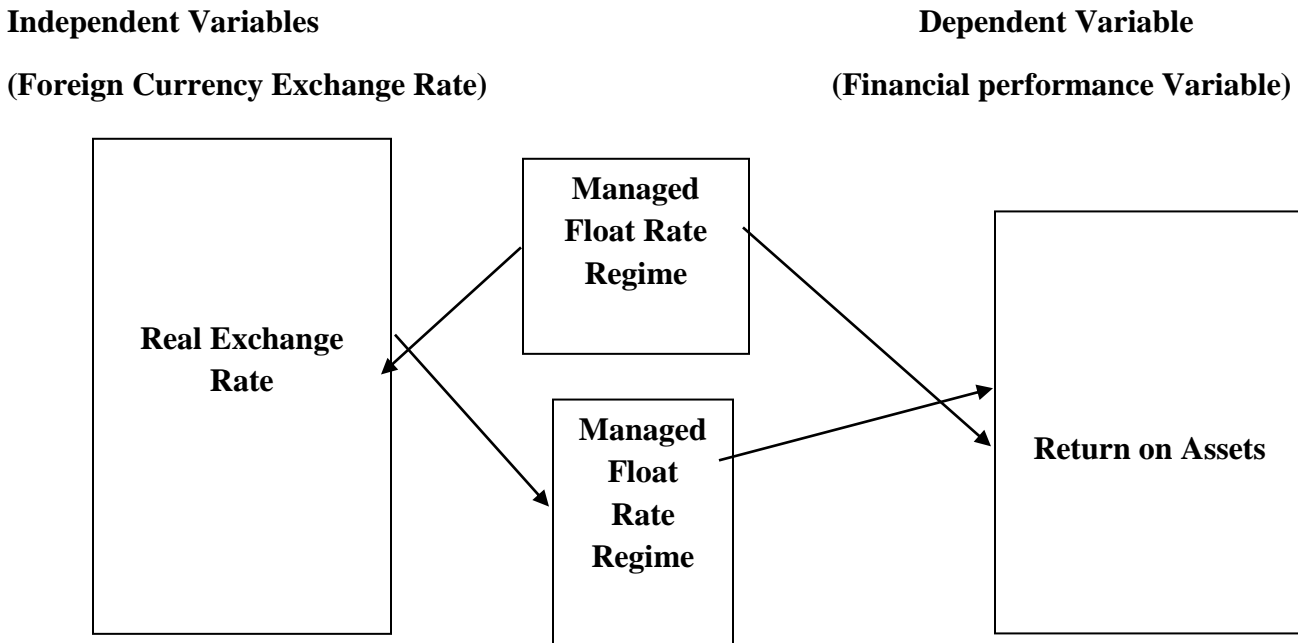 Independent Variables
Dependent Variable
(Foreign Currency Exchange Rate)
(Financial performance Variable)
Managed
Float Rate
Regime
Real Exchange
Rate
Managed
Float
Rate
Regime
Return on Assets